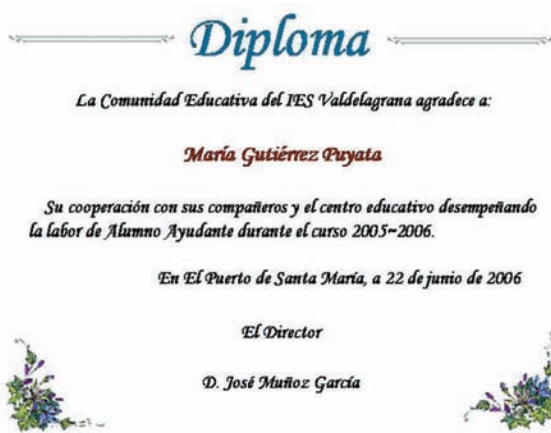 Diploma
La Comunidad Educativa del IES Valdelagrana agradece a:
María Gutiérrez Puyata
Su cooperación con sus compañeros y el centro educativo desempeñando
la labor de Alumno Ayudante durante el curso 2005~2006.
En El Puerto de Santa María, a 22 de junio de 2006
El Director
D. José Muñoz García